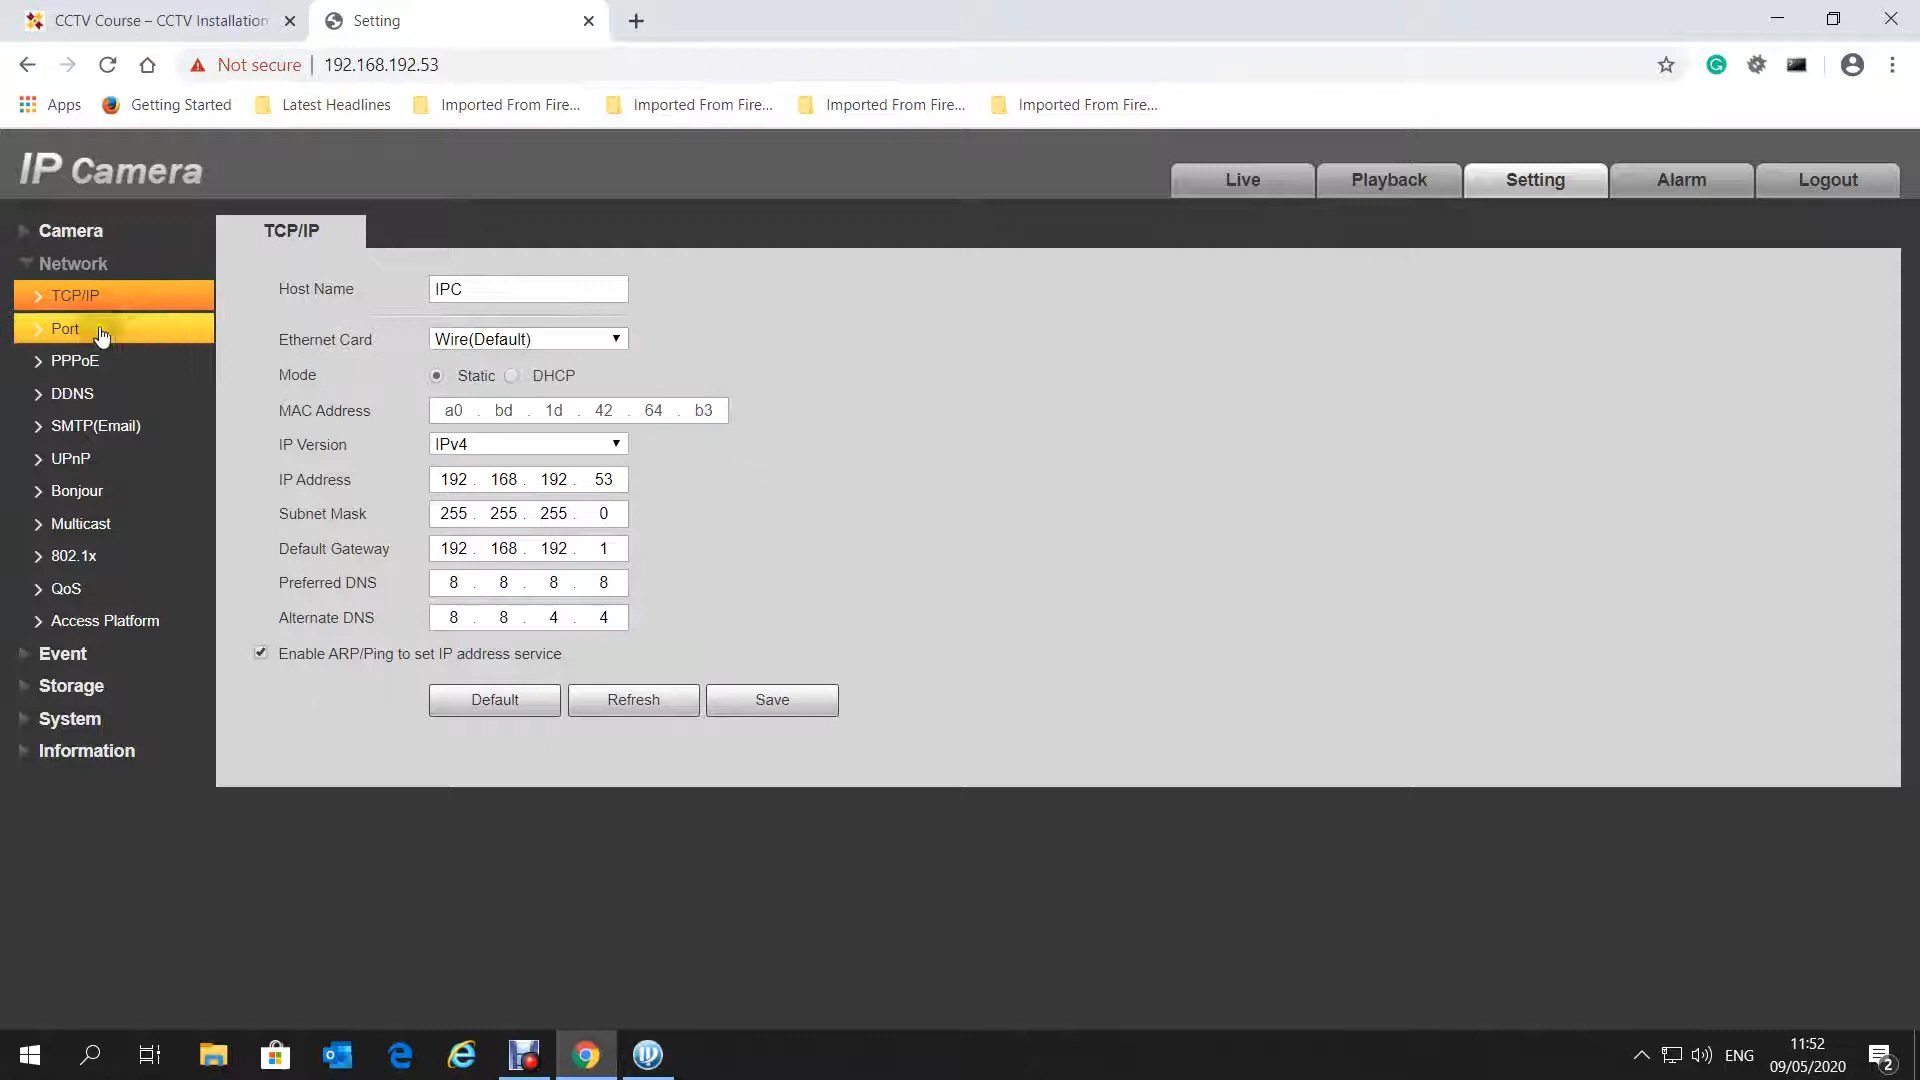 CCTV Course – CCTV Installation
Setting
Not secure
192.168.192.53
Apps
Getting Started
Latest Headlines
Imported From Fire...
Imported From Fire...
Imported From Fire...
Imported From Fire...
IP Camera
Live
Playback
Setting
Alarm
Logout
Camera
Network
TCP/IP
Port
PPPoE
DDNS
SMTP(Email)
UPnP
Bonjour
Multicast
802.1x
QoS
Access Platform
Event
Storage
System
Information
TCP/IP
Host Name IPC
Ethernet Card Wire(Default)
Mode Static DHCP
MAC Address a0 . bd . 1d . 42 . 64 . b3
IP Version IPv4
IP Address 192 . 168 . 192 . 53
Subnet Mask 255 . 255 . 255 . 0
Default Gateway 192 . 168 . 192 . 1
Preferred DNS 8 . 8 . 8 . 8
Alternate DNS 8 . 8 . 4 . 4
Enable ARP/Ping to set IP address service
Default Refresh Save
ENG
11:52
09/05/2020
2